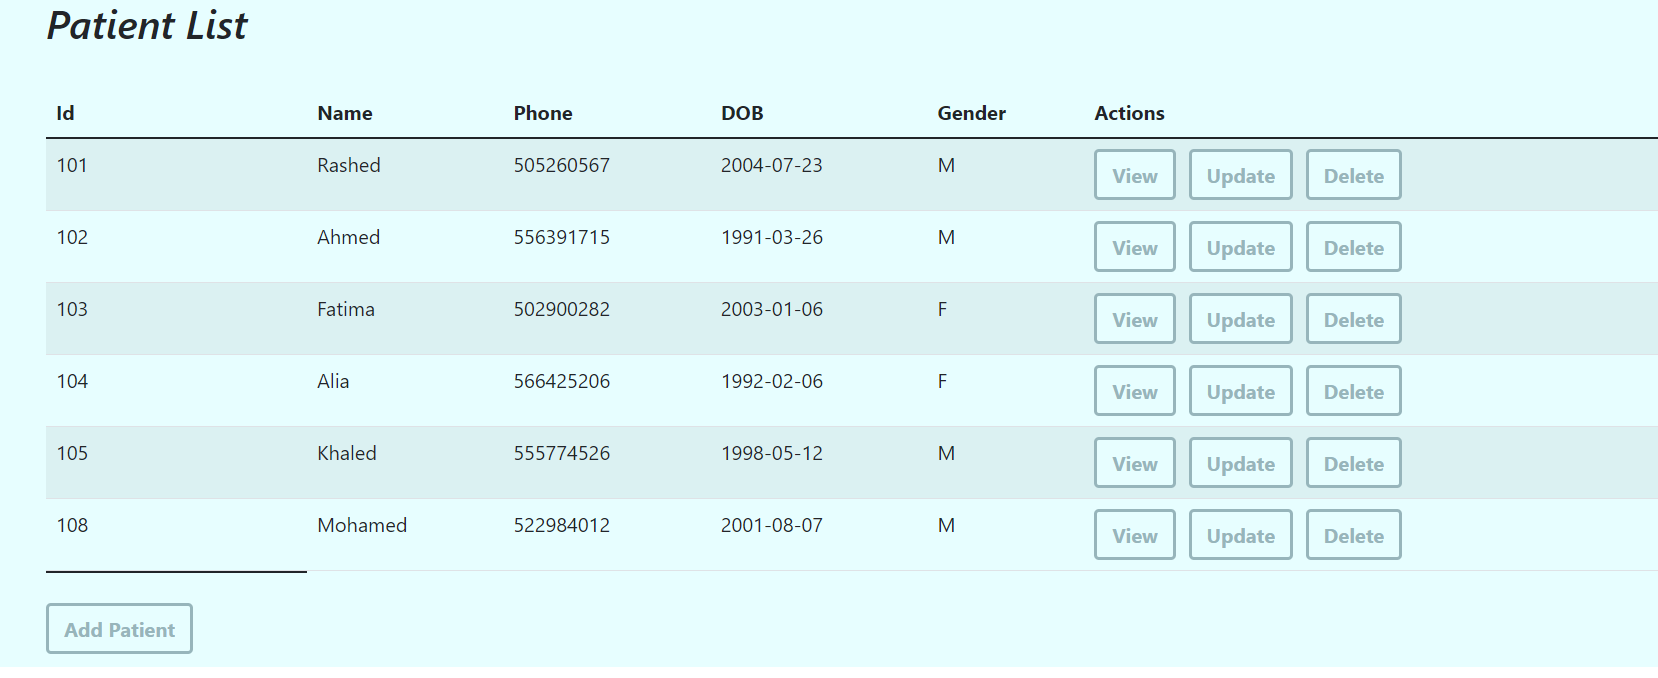 Patient List
Id Name Phone DOB Gender Actions
101 Rashed 505260567 2004-07-23 M View Update Delete
102 Ahmed 556391715 1991-03-26 M View Update Delete
103 Fatima 502900282 2003-01-06 F View Update Delete
104 Alia 566425206 1992-02-06 F View Update Delete
105 Khaled 555774526 1998-05-12 M View Update Delete
108 Mohamed 522984012 2001-08-07 M View Update Delete
Add Patient